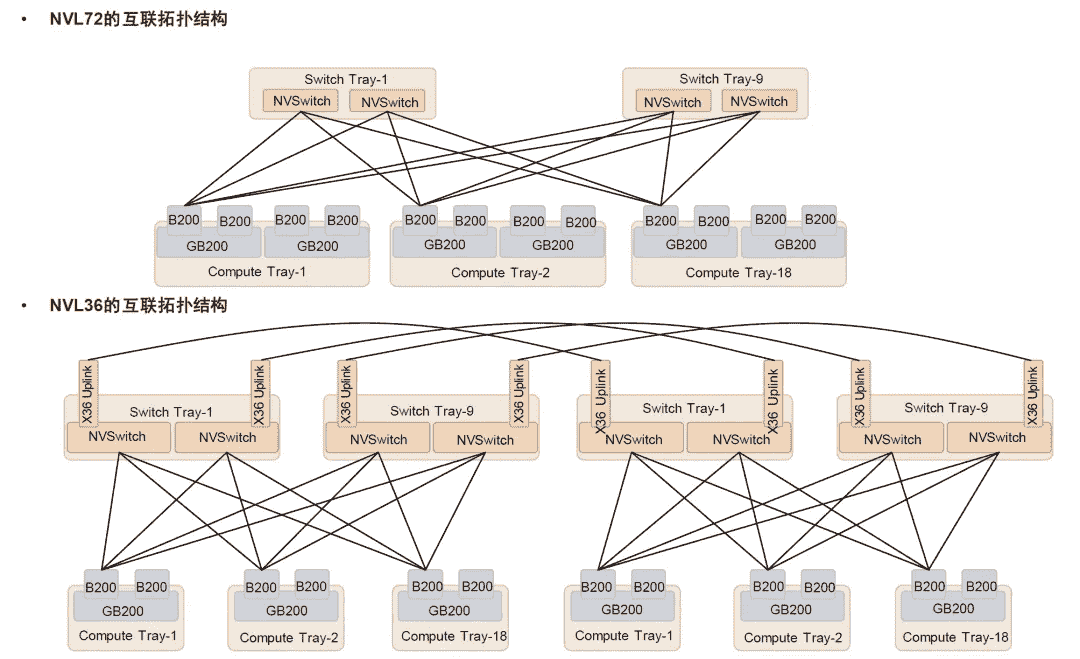 • NVL72的互联拓扑结构
Switch Tray-1
Switch Tray-9
NVSwitch NVSwitch
NVSwitch NVSwitch
B200 B200 B200 B200
B200 B200 B200 B200
B200 B200 B200 B200
GB200 GB200
GB200 GB200
GB200 GB200
Compute Tray-1
Compute Tray-2
Compute Tray-18
• NVL36的互联拓扑结构
X36 Uplink
X36 Uplink
X36 Uplink
X36 Uplink
X36 Uplink
X36 Uplink
X36 Uplink
X36 Uplink
Switch Tray-1
Switch Tray-9
Switch Tray-1
Switch Tray-9
NVSwitch NVSwitch
NVSwitch NVSwitch
NVSwitch NVSwitch
NVSwitch NVSwitch
B200 B200
B200 B200
B200 B200
B200 B200
B200 B200
B200 B200
GB200
GB200
GB200
GB200
GB200
GB200
Compute Tray-1
Compute Tray-2
Compute Tray-18
Compute Tray-1
Compute Tray-2
Compute Tray-18